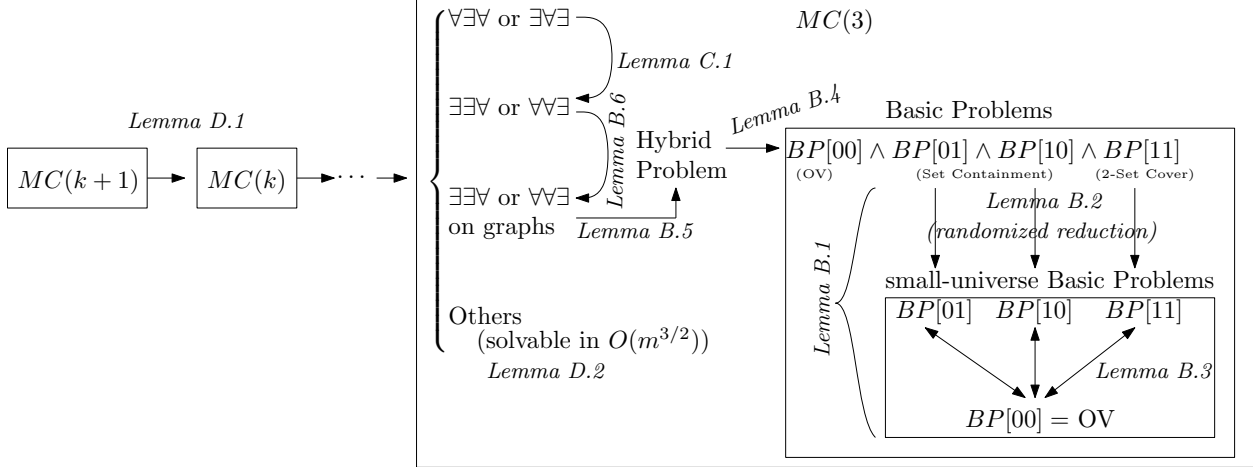 MC(3)
∀∃∀ or ∃∀∃
Lemma C.1
∃∃∀ or ∀∀∃
Lemma B.6
Lemma D.1
MC(k + 1)
MC(k)
···
Hybrid
Problem
Lemma B.4
∃∃∀ or ∀∀∃
on graphs
Lemma B.5
Others
(solvable in O(m^{3/2}))
Lemma D.2
Basic Problems
BP[00] ∧ BP[01] ∧ BP[10] ∧ BP[11]
(OV) (Set Containment) (2-Set Cover)
Lemma B.2
(randomized reduction)
Lemma B.1
small-universe Basic Problems
BP[01] BP[10] BP[11]
Lemma B.3
BP[00] = OV